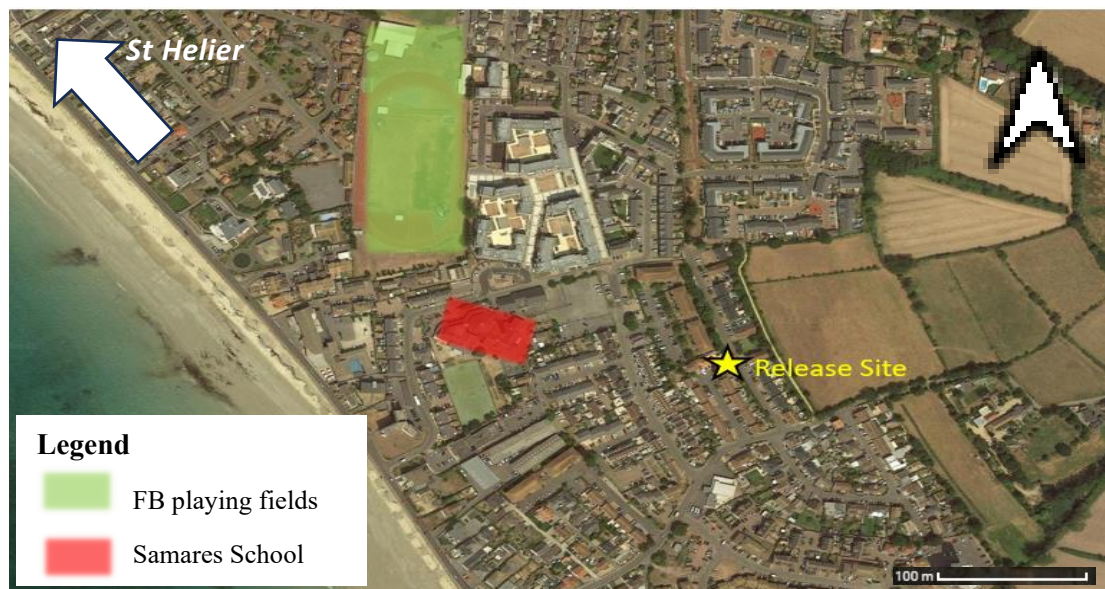 St Helier
Release Site
Legend
FB playing fields
Samares School
100 m